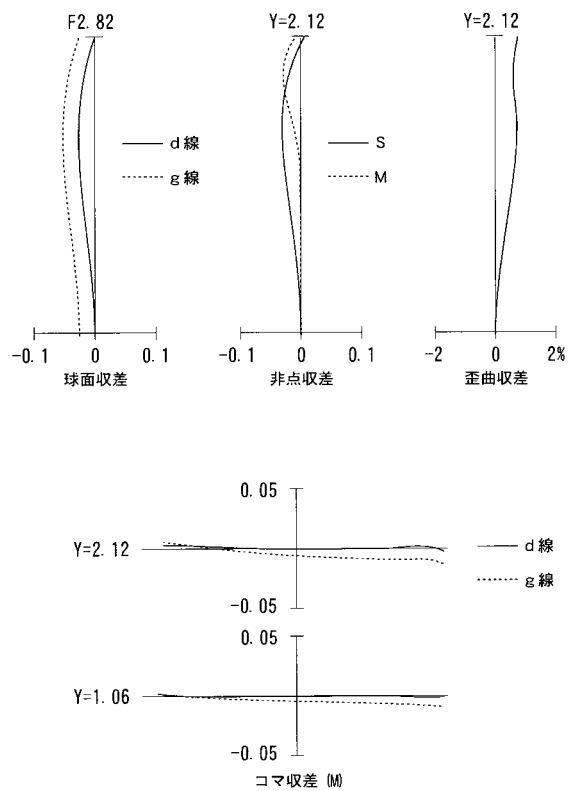 F2.82 Y=2.12 Y=2.12
d線 S
g線 M
-0.1 0 0.1 -0.1 0 0.1 -2 0 2%
球面収差 非点収差 歪曲収差
0.05
Y=2.12 d線
g線
-0.05
0.05
Y=1.06
-0.05
コマ収差 (M)